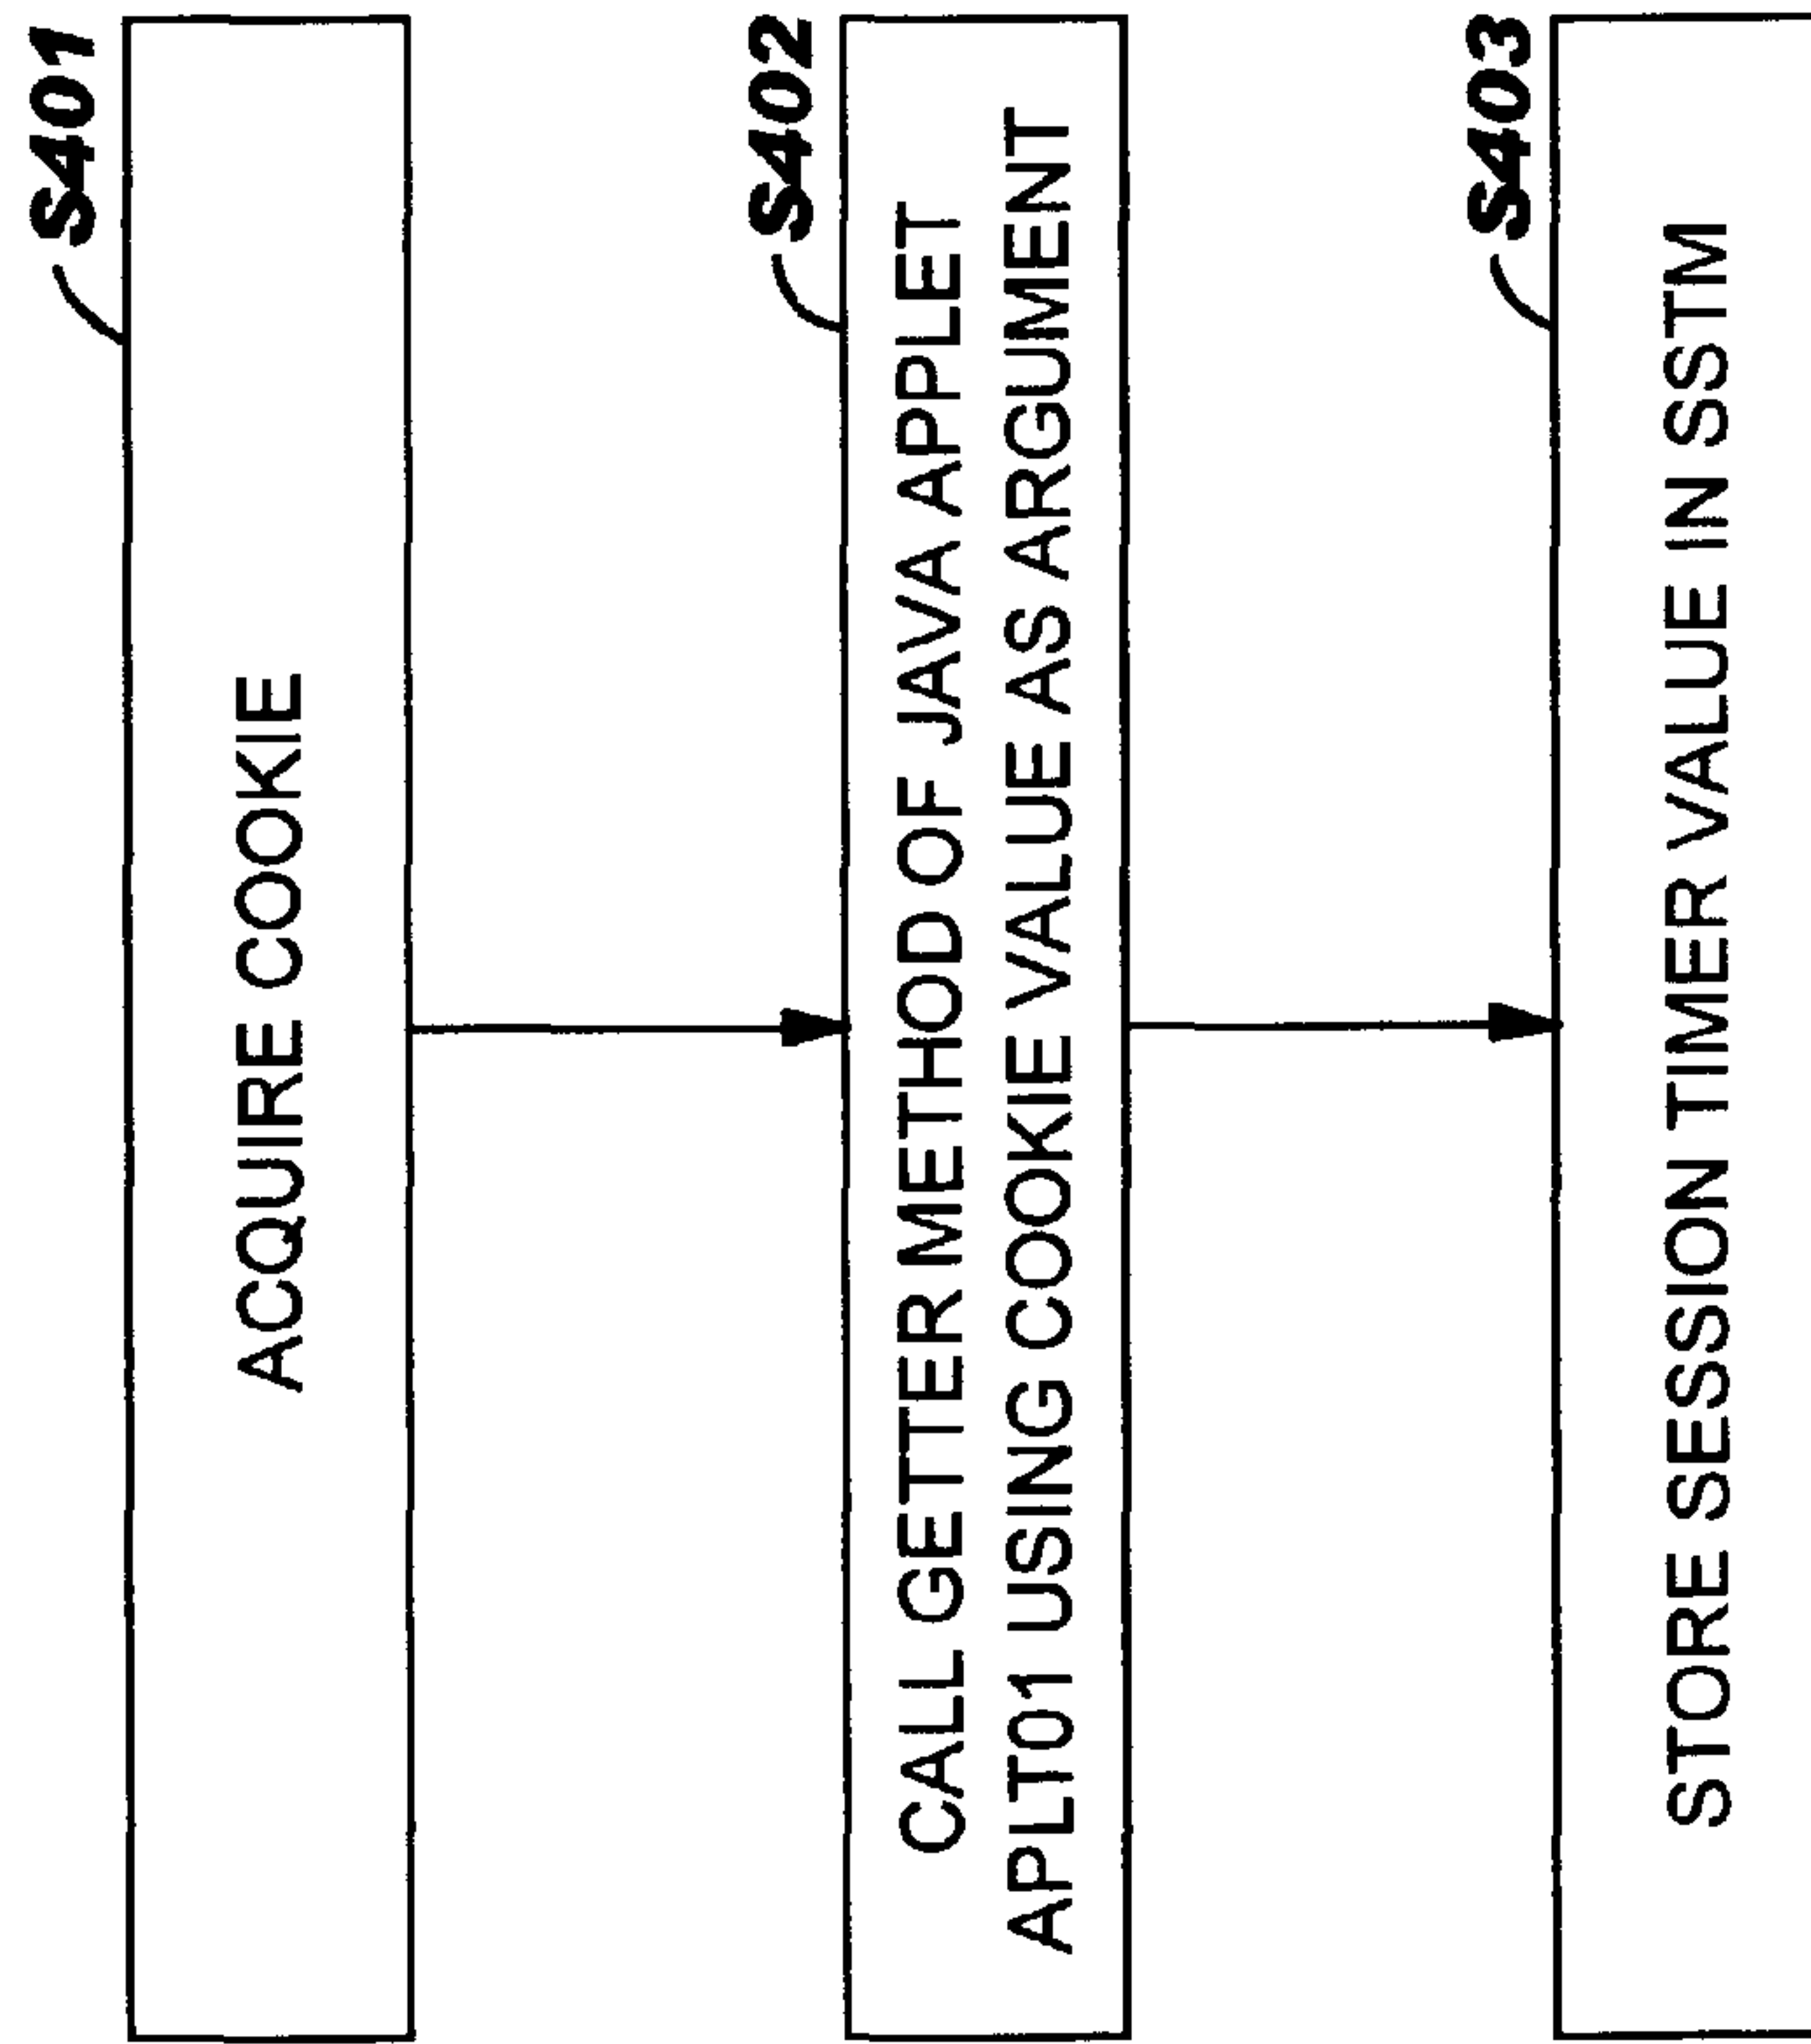 S401
ACQUIRE COOKIE
S402
CALL GETTER METHOD OF JAVA APPLET
APLT01 USING COOKIE VALUE AS ARGUMENT
S403
STORE SESSION TIMER VALUE IN SSTM